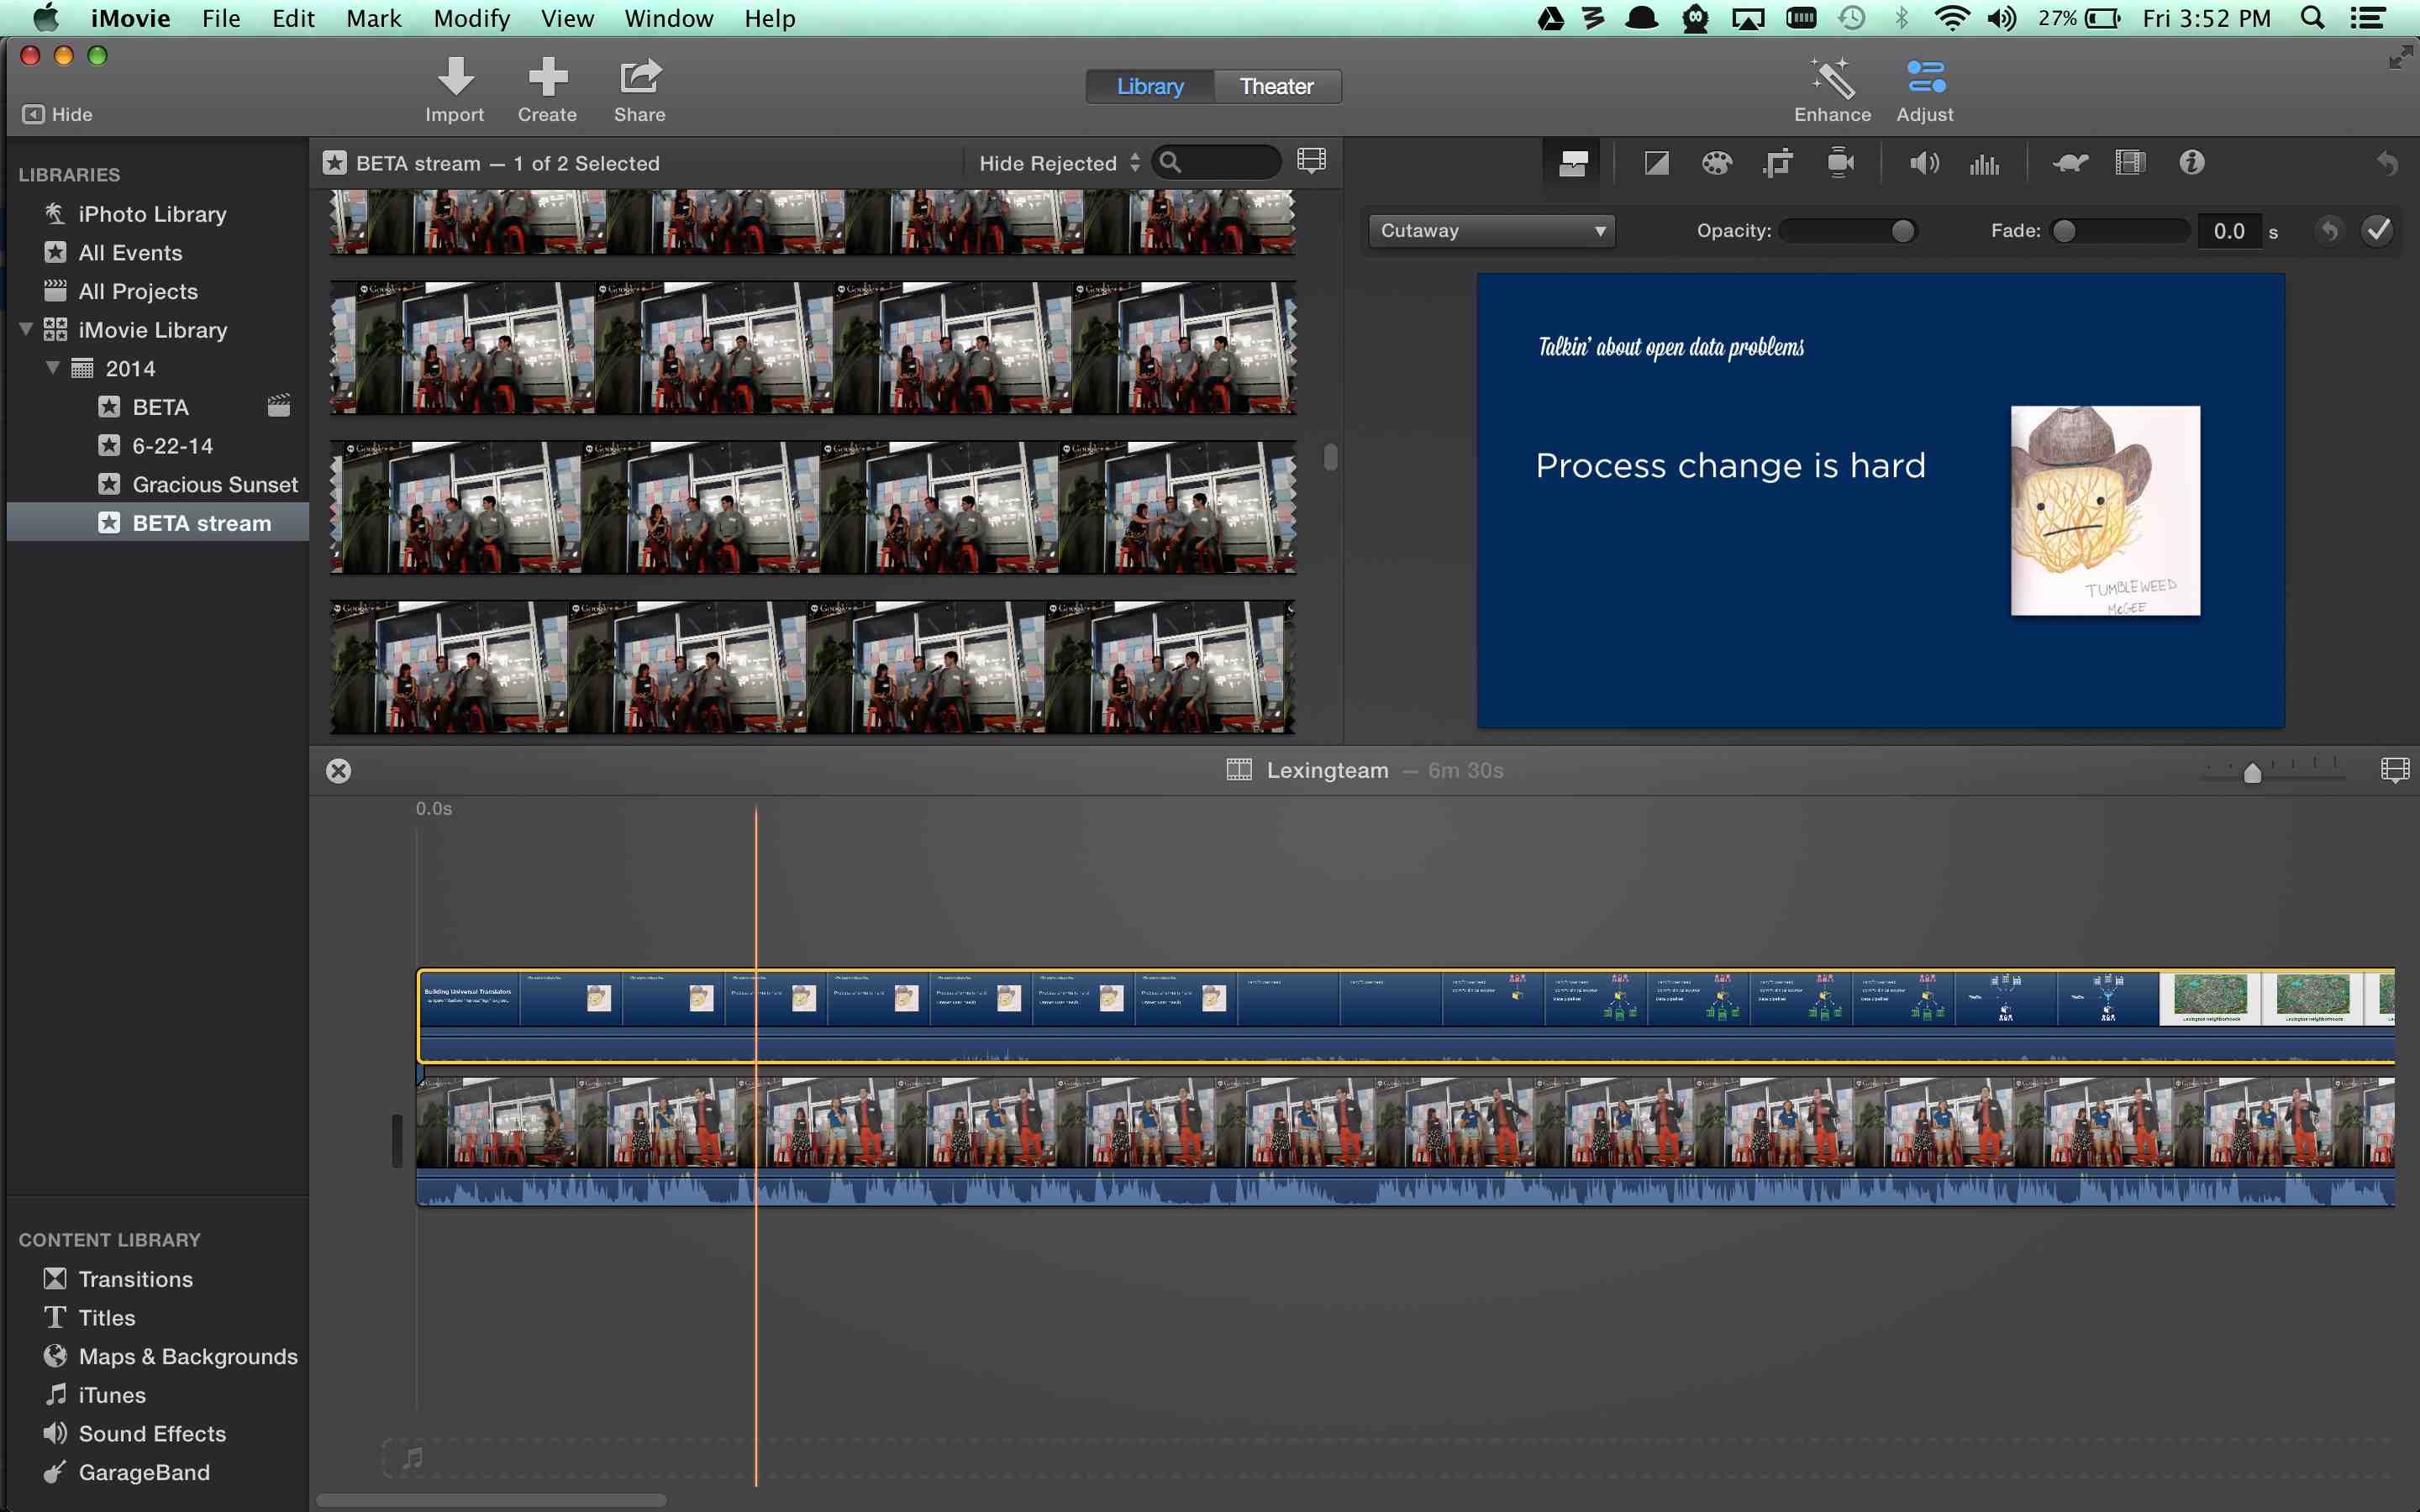 iMovie File Edit Mark Modify View Window Help 27% Fri 3:52 PM
Hide Import Create Share Library Theater Enhance Adjust
LIBRARIES
iPhoto Library
All Events
All Projects
iMovie Library
2014
BETA
6-22-14
Gracious Sunset
BETA stream
CONTENT LIBRARY
Transitions
Titles
Maps & Backgrounds
iTunes
Sound Effects
GarageBand
BETA stream — 1 of 2 Selected Hide Rejected
Cutaway Opacity: Fade: 0.0 s
Talkin' about open data problems
Process change is hard
TUMBLEWEED
McGEE
Lexingteam — 6m 30s
0.0s
Building Universal Translators
Lexington Neighborhoods Lexington Neighborhoods